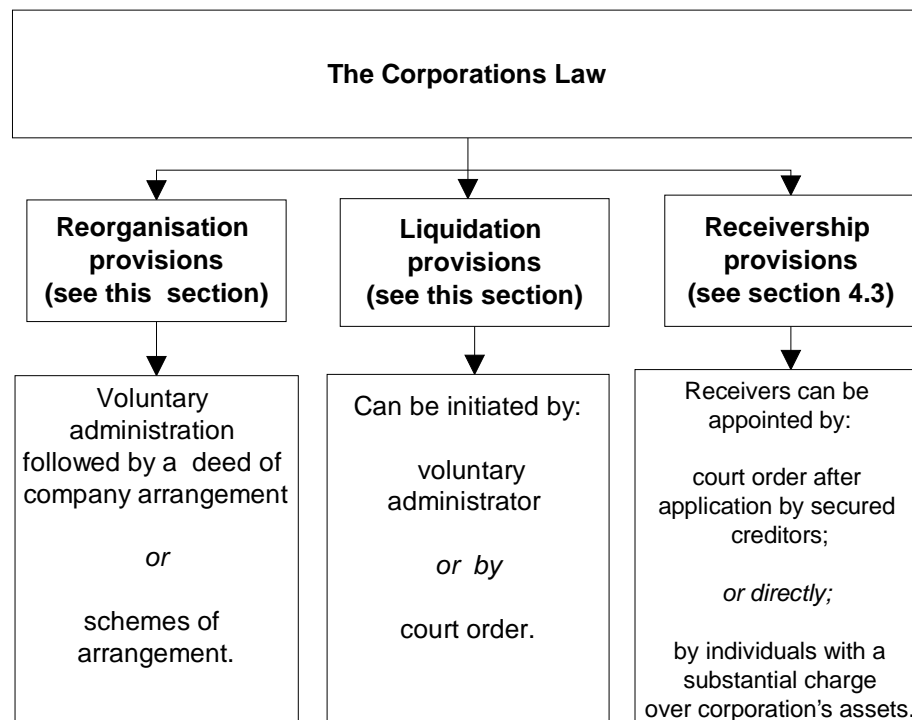 The Corporations Law
Reorganisation
provisions
(see this section)
Voluntary
administration
followed by a deed of
company arrangement
or
schemes of
arrangement.
Liquidation
provisions
(see this section)
Can be initiated by:
voluntary
administrator
or by
court order.
Receivership
provisions
(see section 4.3)
Receivers can be
appointed by:
court order after
application by secured
creditors;
or directly;
by individuals with a
substantial charge
over corporation's assets.